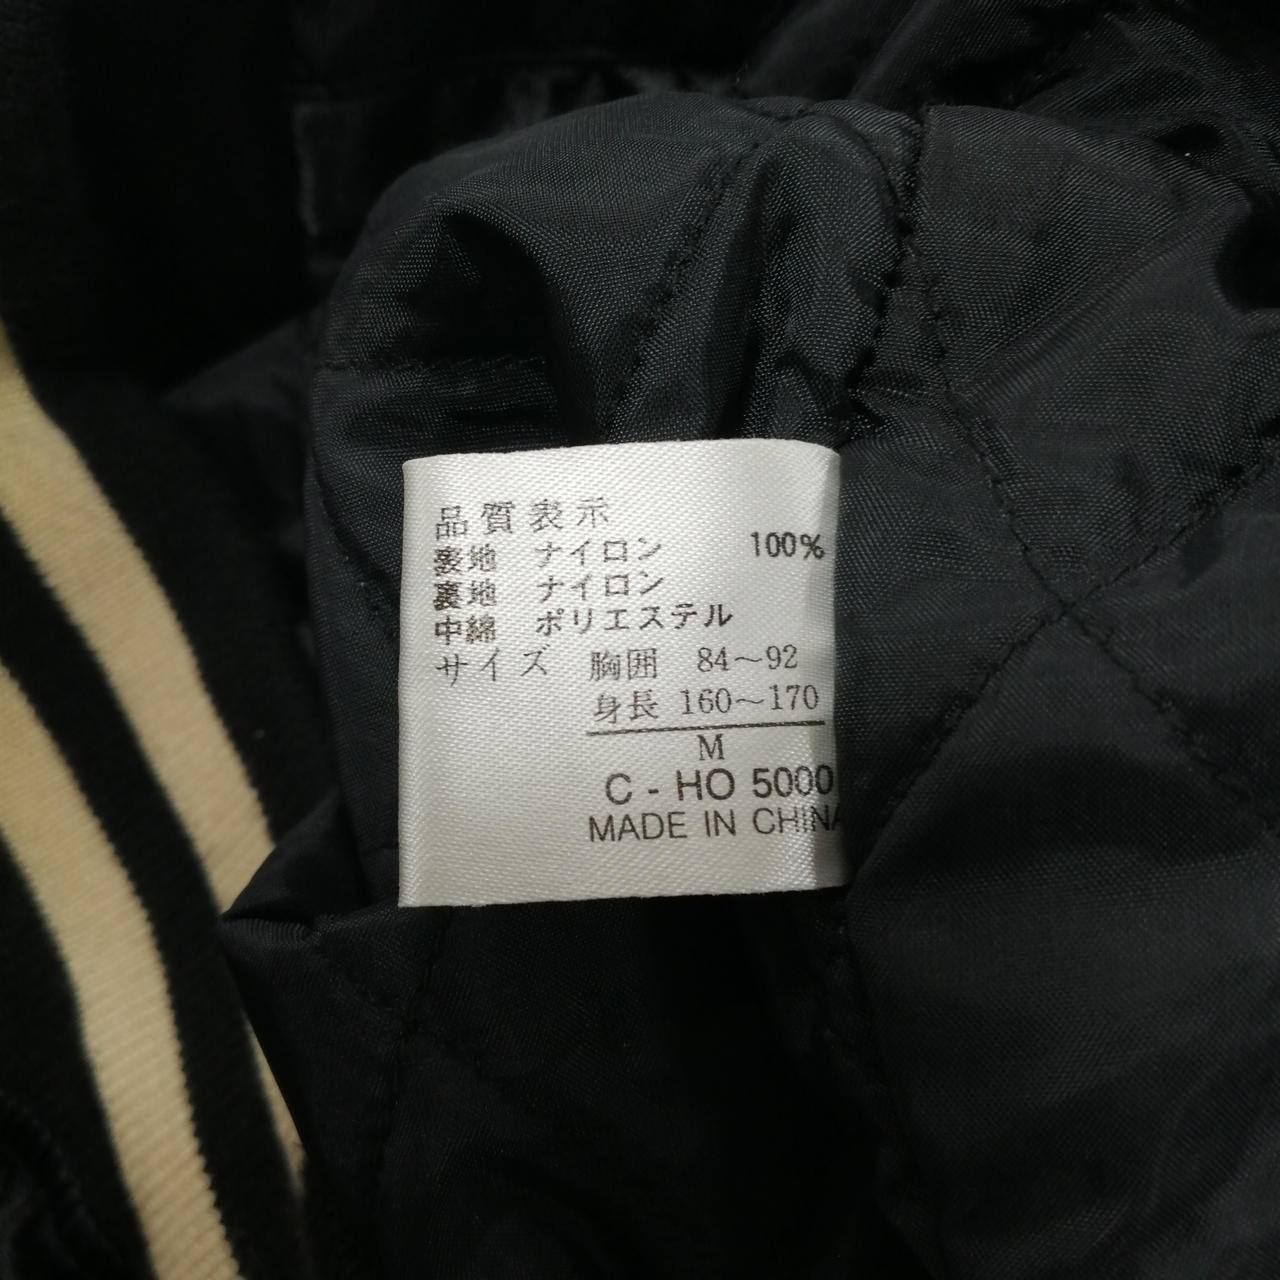 品質表示
表地 ナイロン 100%
裏地 ナイロン
中綿 ポリエステル
サイズ 胸囲 84〜92
身長 160〜170
M
C - HO 5000
MADE IN CHINA